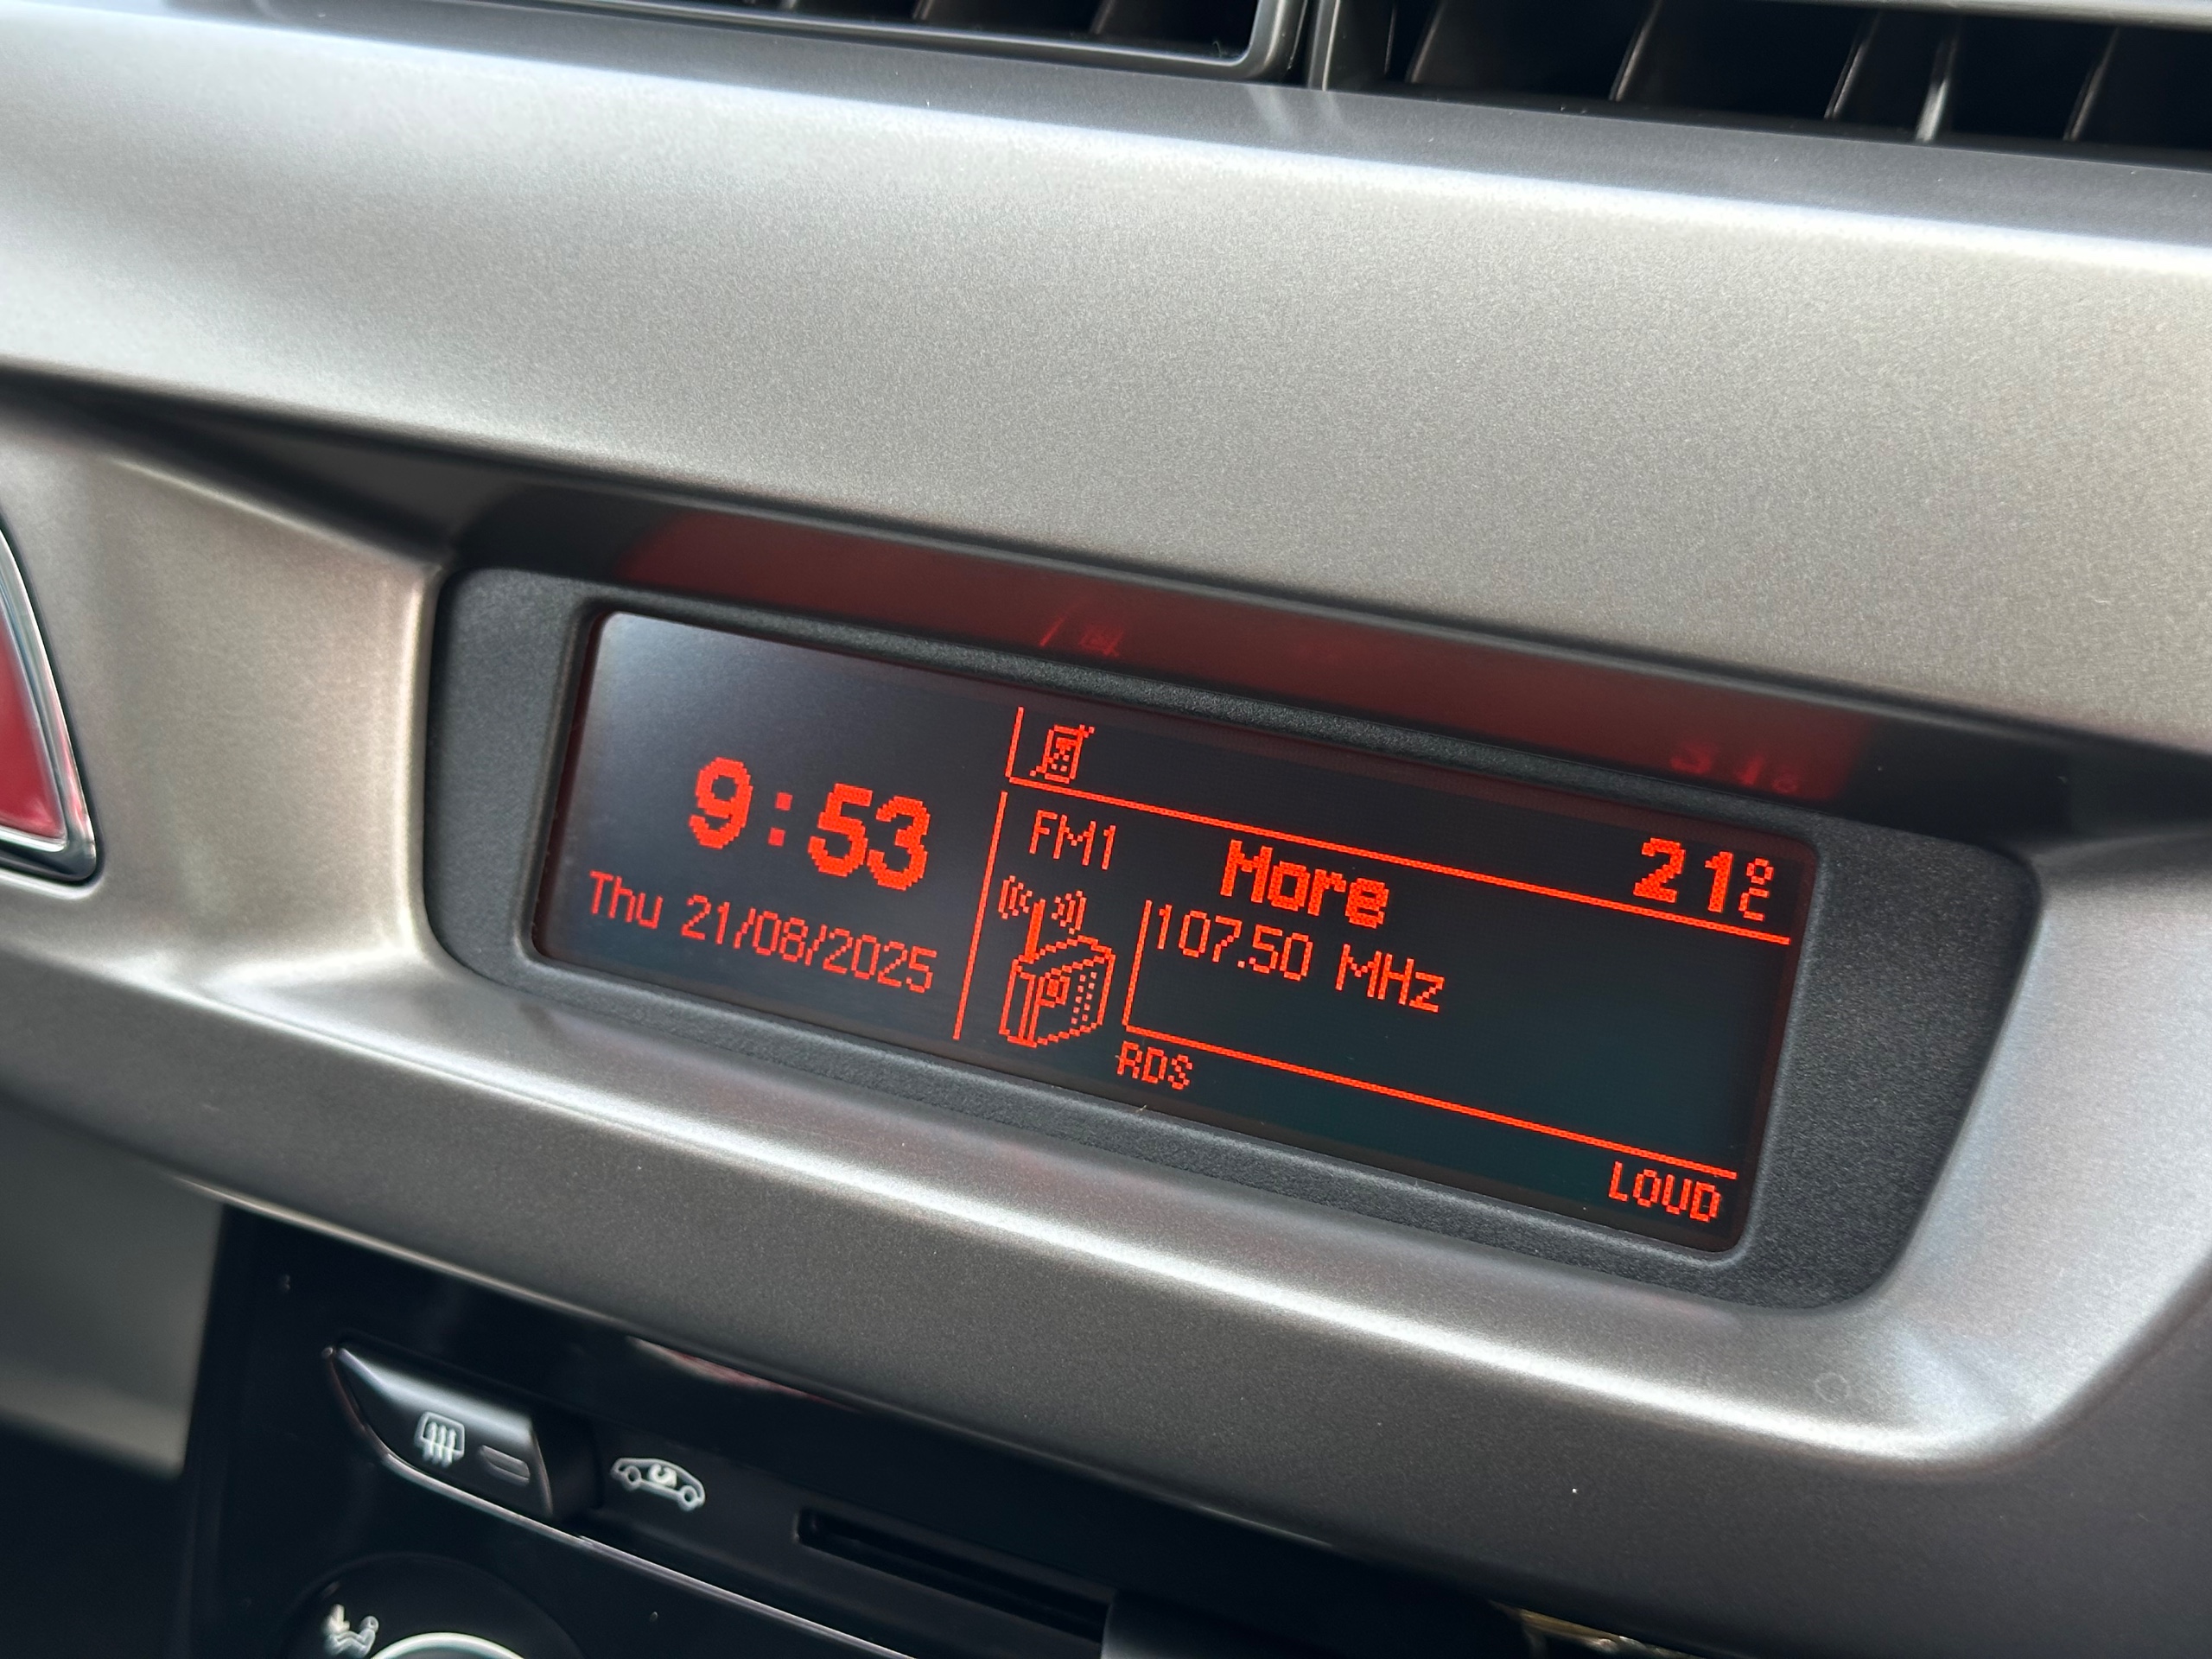 9:53
Thu 21/08/2025
21°C
FM1
More
107.50 MHz
RDS
LOUD